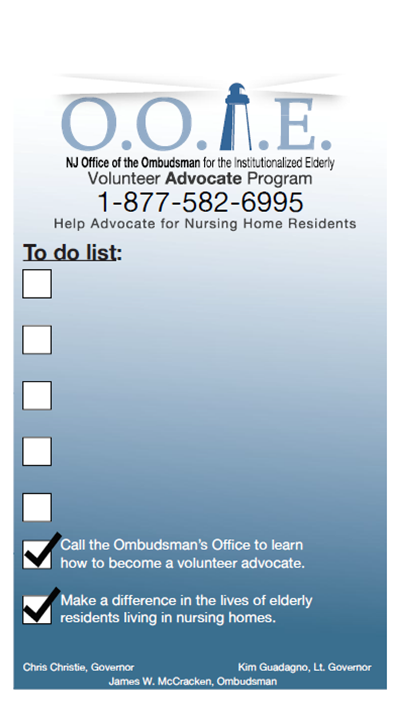 O.O.I.E.
NJ Office of the Ombudsman for the Institutionalized Elderly
Volunteer Advocate Program
1-877-582-6995
Help Advocate for Nursing Home Residents
To do list:
Call the Ombudsman's Office to learn
how to become a volunteer advocate.
Make a difference in the lives of elderly
residents living in nursing homes.
Chris Christie, Governor
Kim Guadagno, Lt. Governor
James W. McCracken, Ombudsman